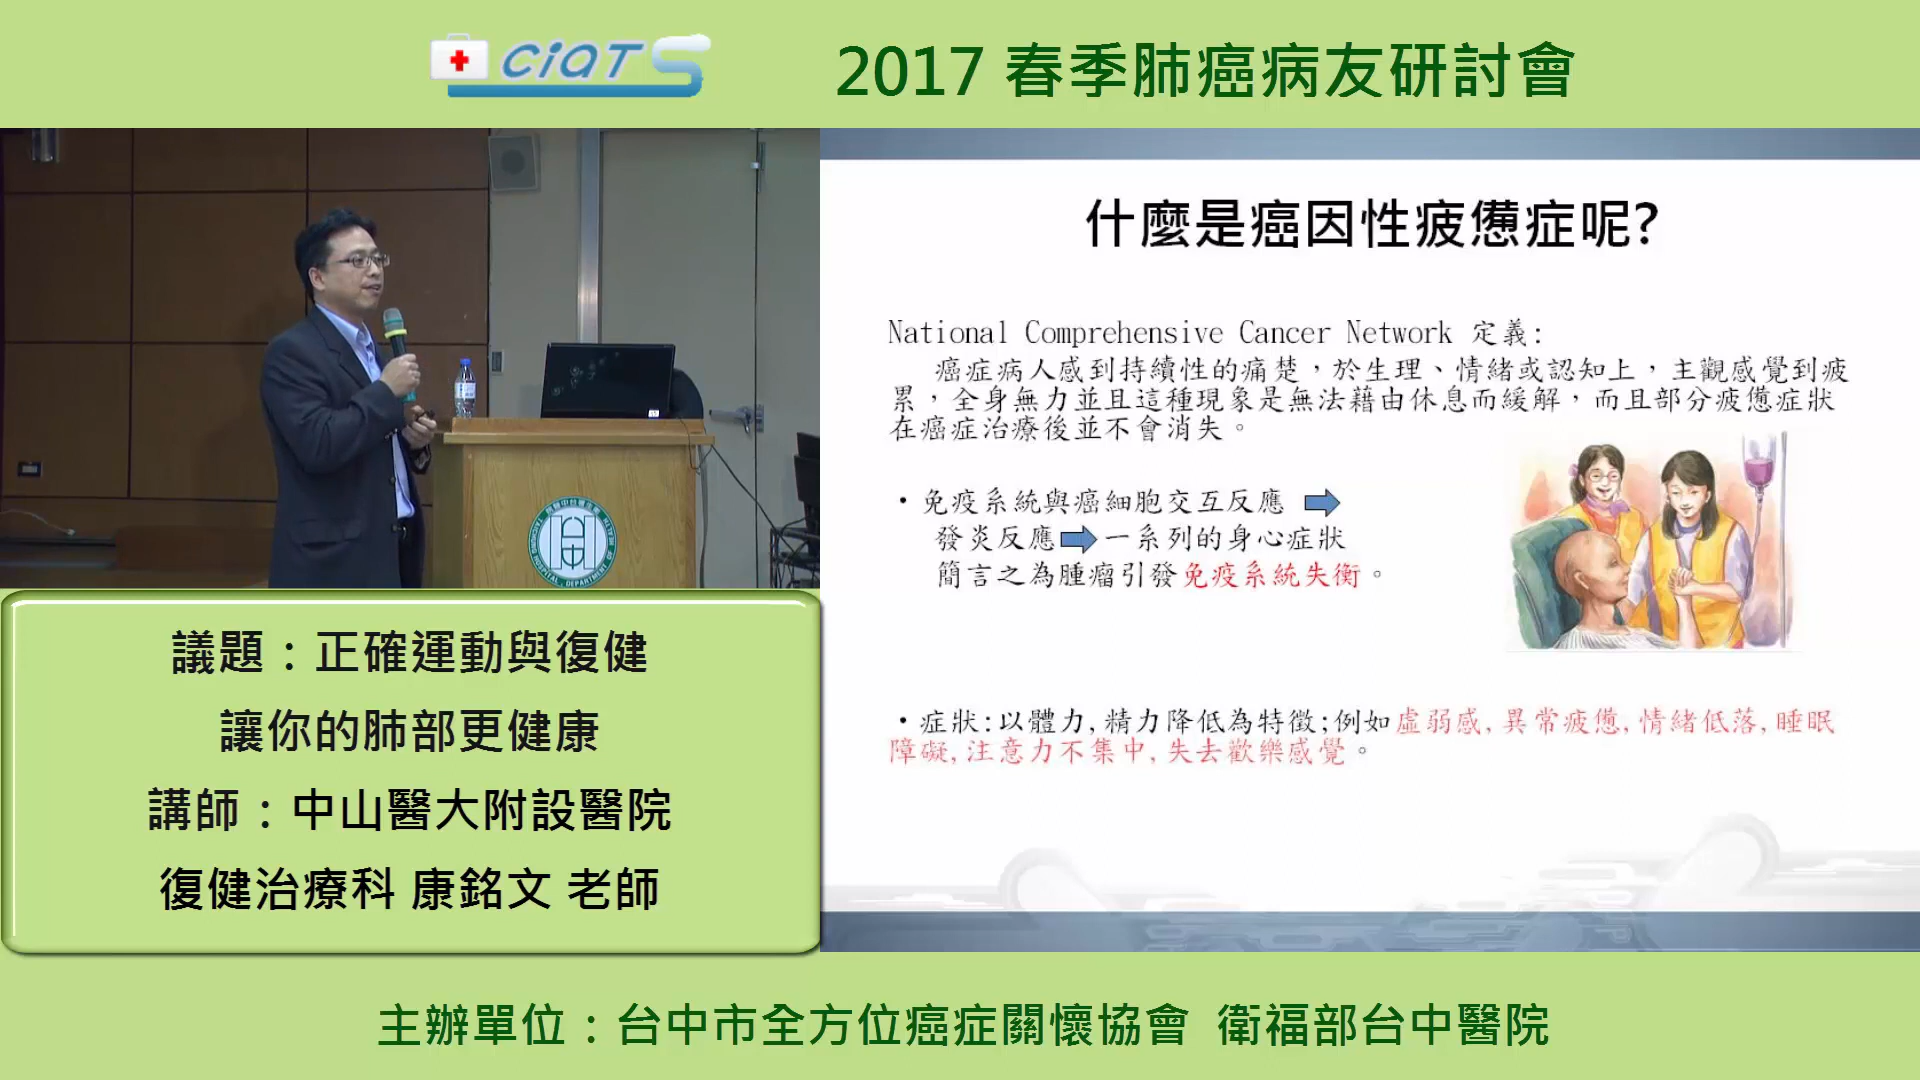 ciaTS
2017 春季肺癌病友研討會
什麼是癌因性疲憊症呢?
National Comprehensive Cancer Network 定義:
癌症病人感到持續性的痛楚，於生理、情緒或認知上，主觀感覺到疲
累，全身無力並且這種現象是無法藉由休息而緩解，而且部分疲憊症狀
在癌症治療後並不會消失。
・免疫系統與癌細胞交互反應
發炎反應 一系列的身心症狀
簡言之為腫瘤引發免疫系統失衡。
・症狀:以體力,精力降低為特徵;例如虛弱感,異常疲憊,情緒低落,睡眠
障礙,注意力不集中,失去歡樂感覺。
議題：正確運動與復健
讓你的肺部更健康
講師：中山醫大附設醫院
復健治療科 康銘文 老師
主辦單位：台中市全方位癌症關懷協會 衛福部台中醫院